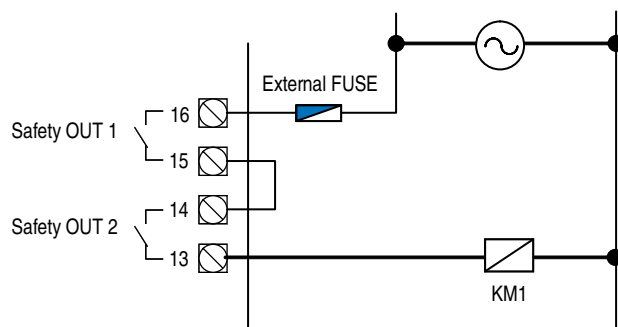 External FUSE
16
Safety OUT 1
15
14
Safety OUT 2
13
KM1